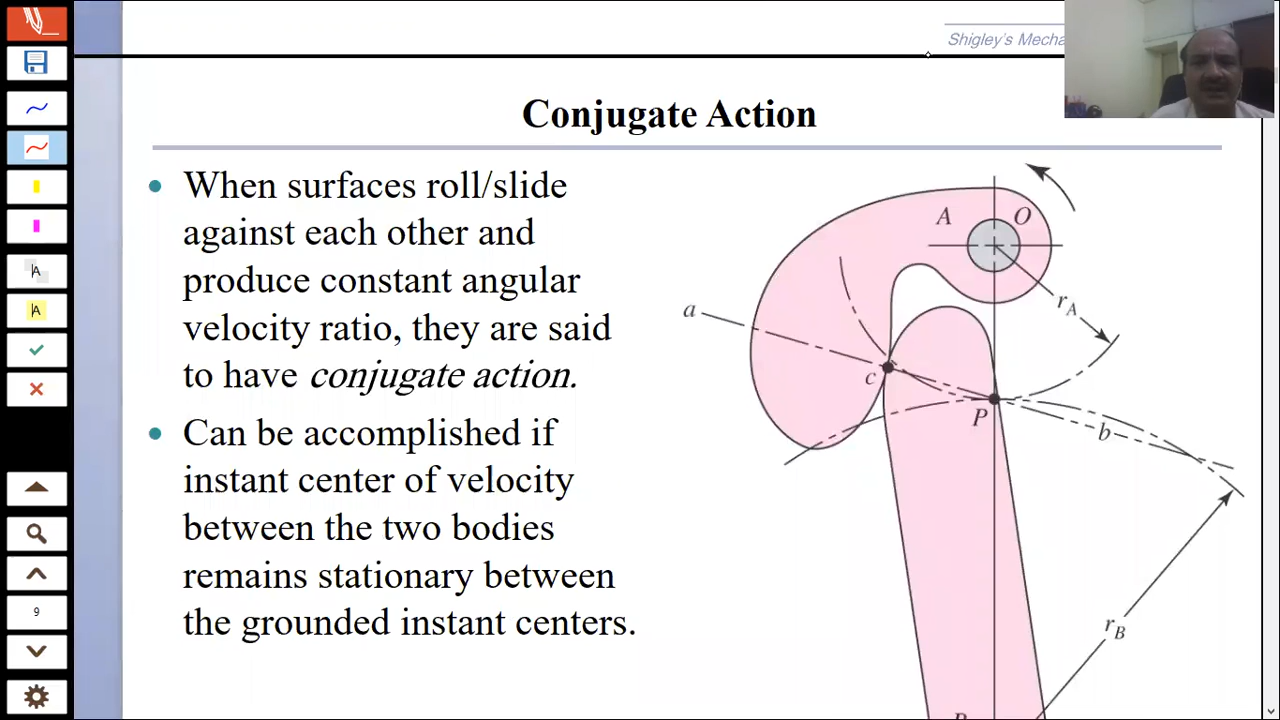 Shigley's Mecha
Conjugate Action
• When surfaces roll/slide
against each other and
produce constant angular
velocity ratio, they are said
to have conjugate action.
• Can be accomplished if
instant center of velocity
between the two bodies
remains stationary between
the grounded instant centers.
A
O
rA
a
c
P
b
rB
B
A
A
9